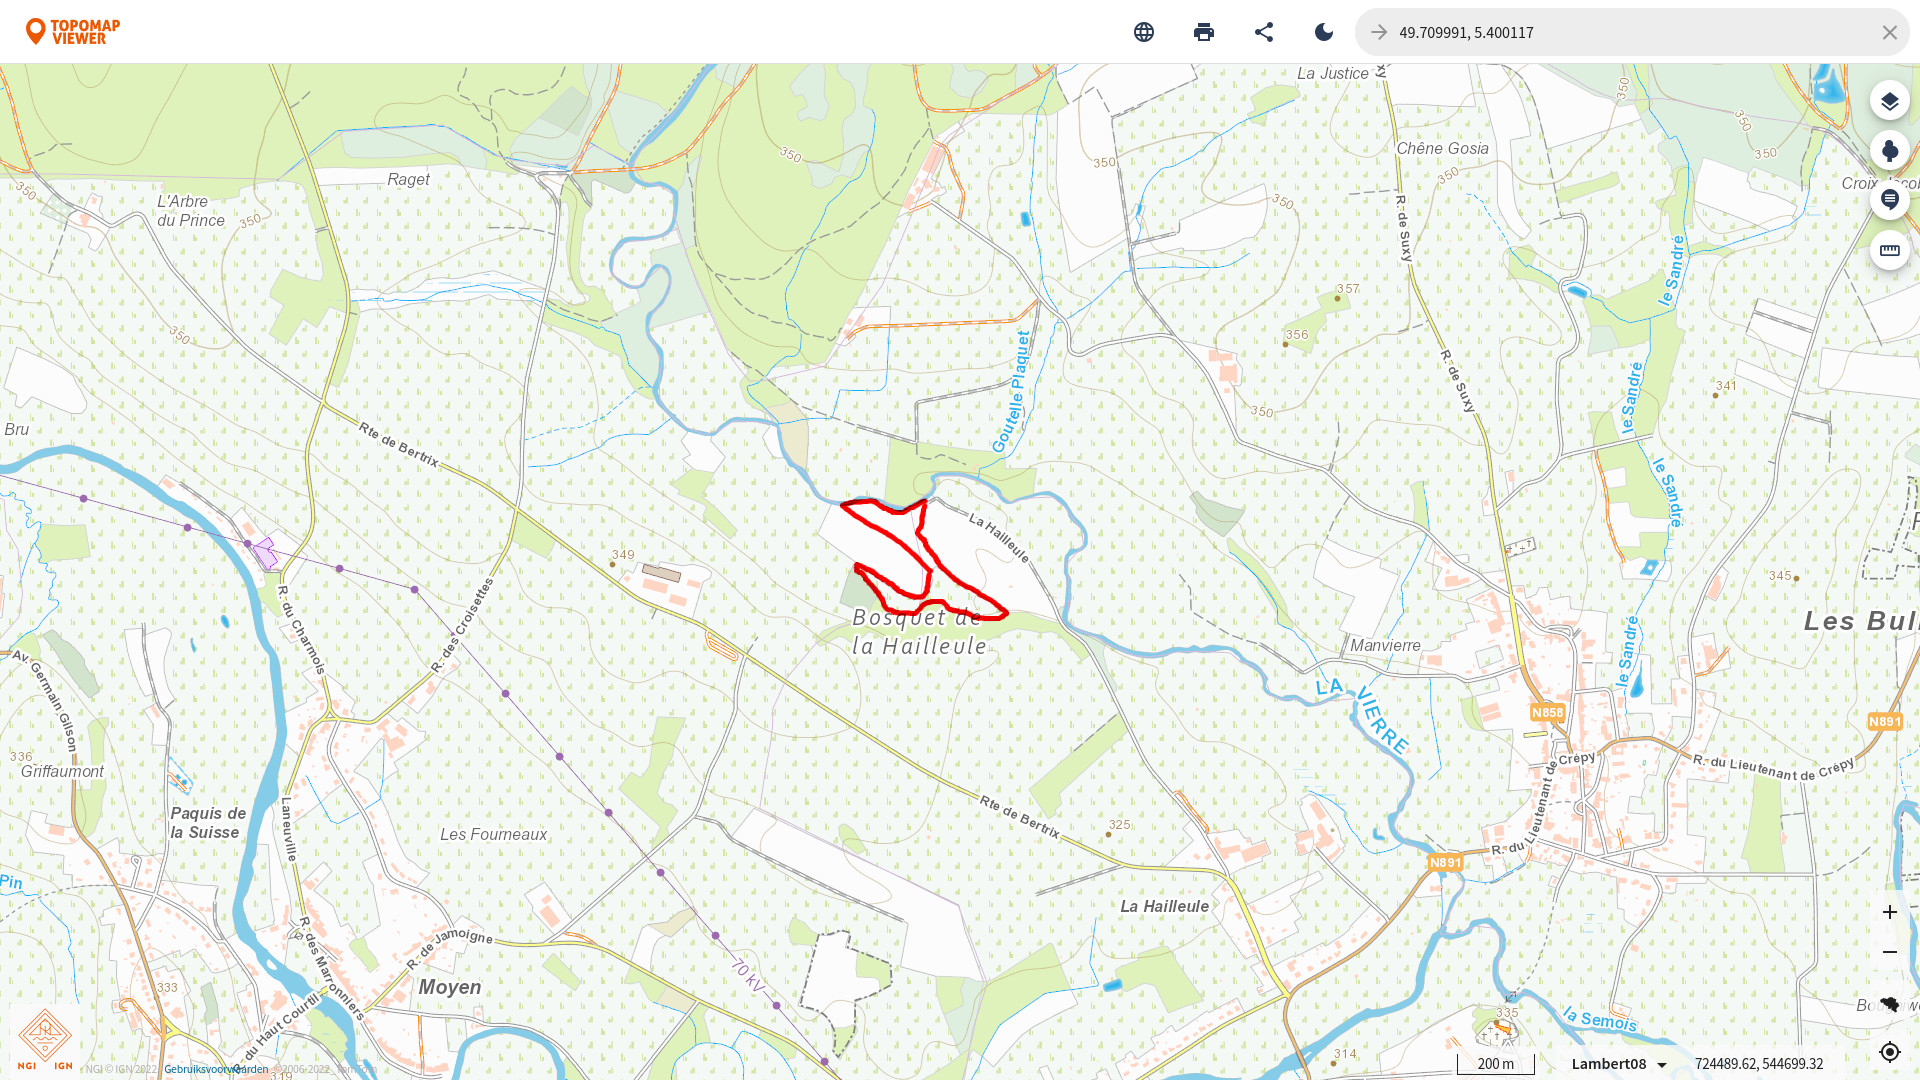 TOPOMAP
VIEWER
49.709991, 5.400117
La Justice
350
350
350
350
350
Chêne Gosia
350
Raget
350
L'Arbre
du Prince
350
350
R. de Suxy
le Sandre
357
350
356
Goutelle Plaquet
R. de Suxy
le Sandre
341
350
Bru
Rte de Bertrix
le Sandre
La Hailleule
349
345
R. du Charmois
R. des Croisettes
Bosquet de
la Hailleule
Les Bul
Manvierre
le Sandre
Av. Germain Gilson
LA VIERRE
N858
N891
336
Griffaumont
R. du Lieutenant de Crépy
R. du Lieutenant de Crépy
Paquis de
la Suisse
Laneuville
Les Fourneaux
Rte de Bertrix
325
N891
Pin
La Hailleule
R. des Marronniers
R. de Jamoigne
70 kV
Moyen
333
R. du Haut Courtil
335
la Semois
314
319
NGI IGN
NGI © IGN 2022, Gebruiksvoorwaarden, ©2006-2022, TomTom
200 m
Lambert08
724489.62, 544699.32